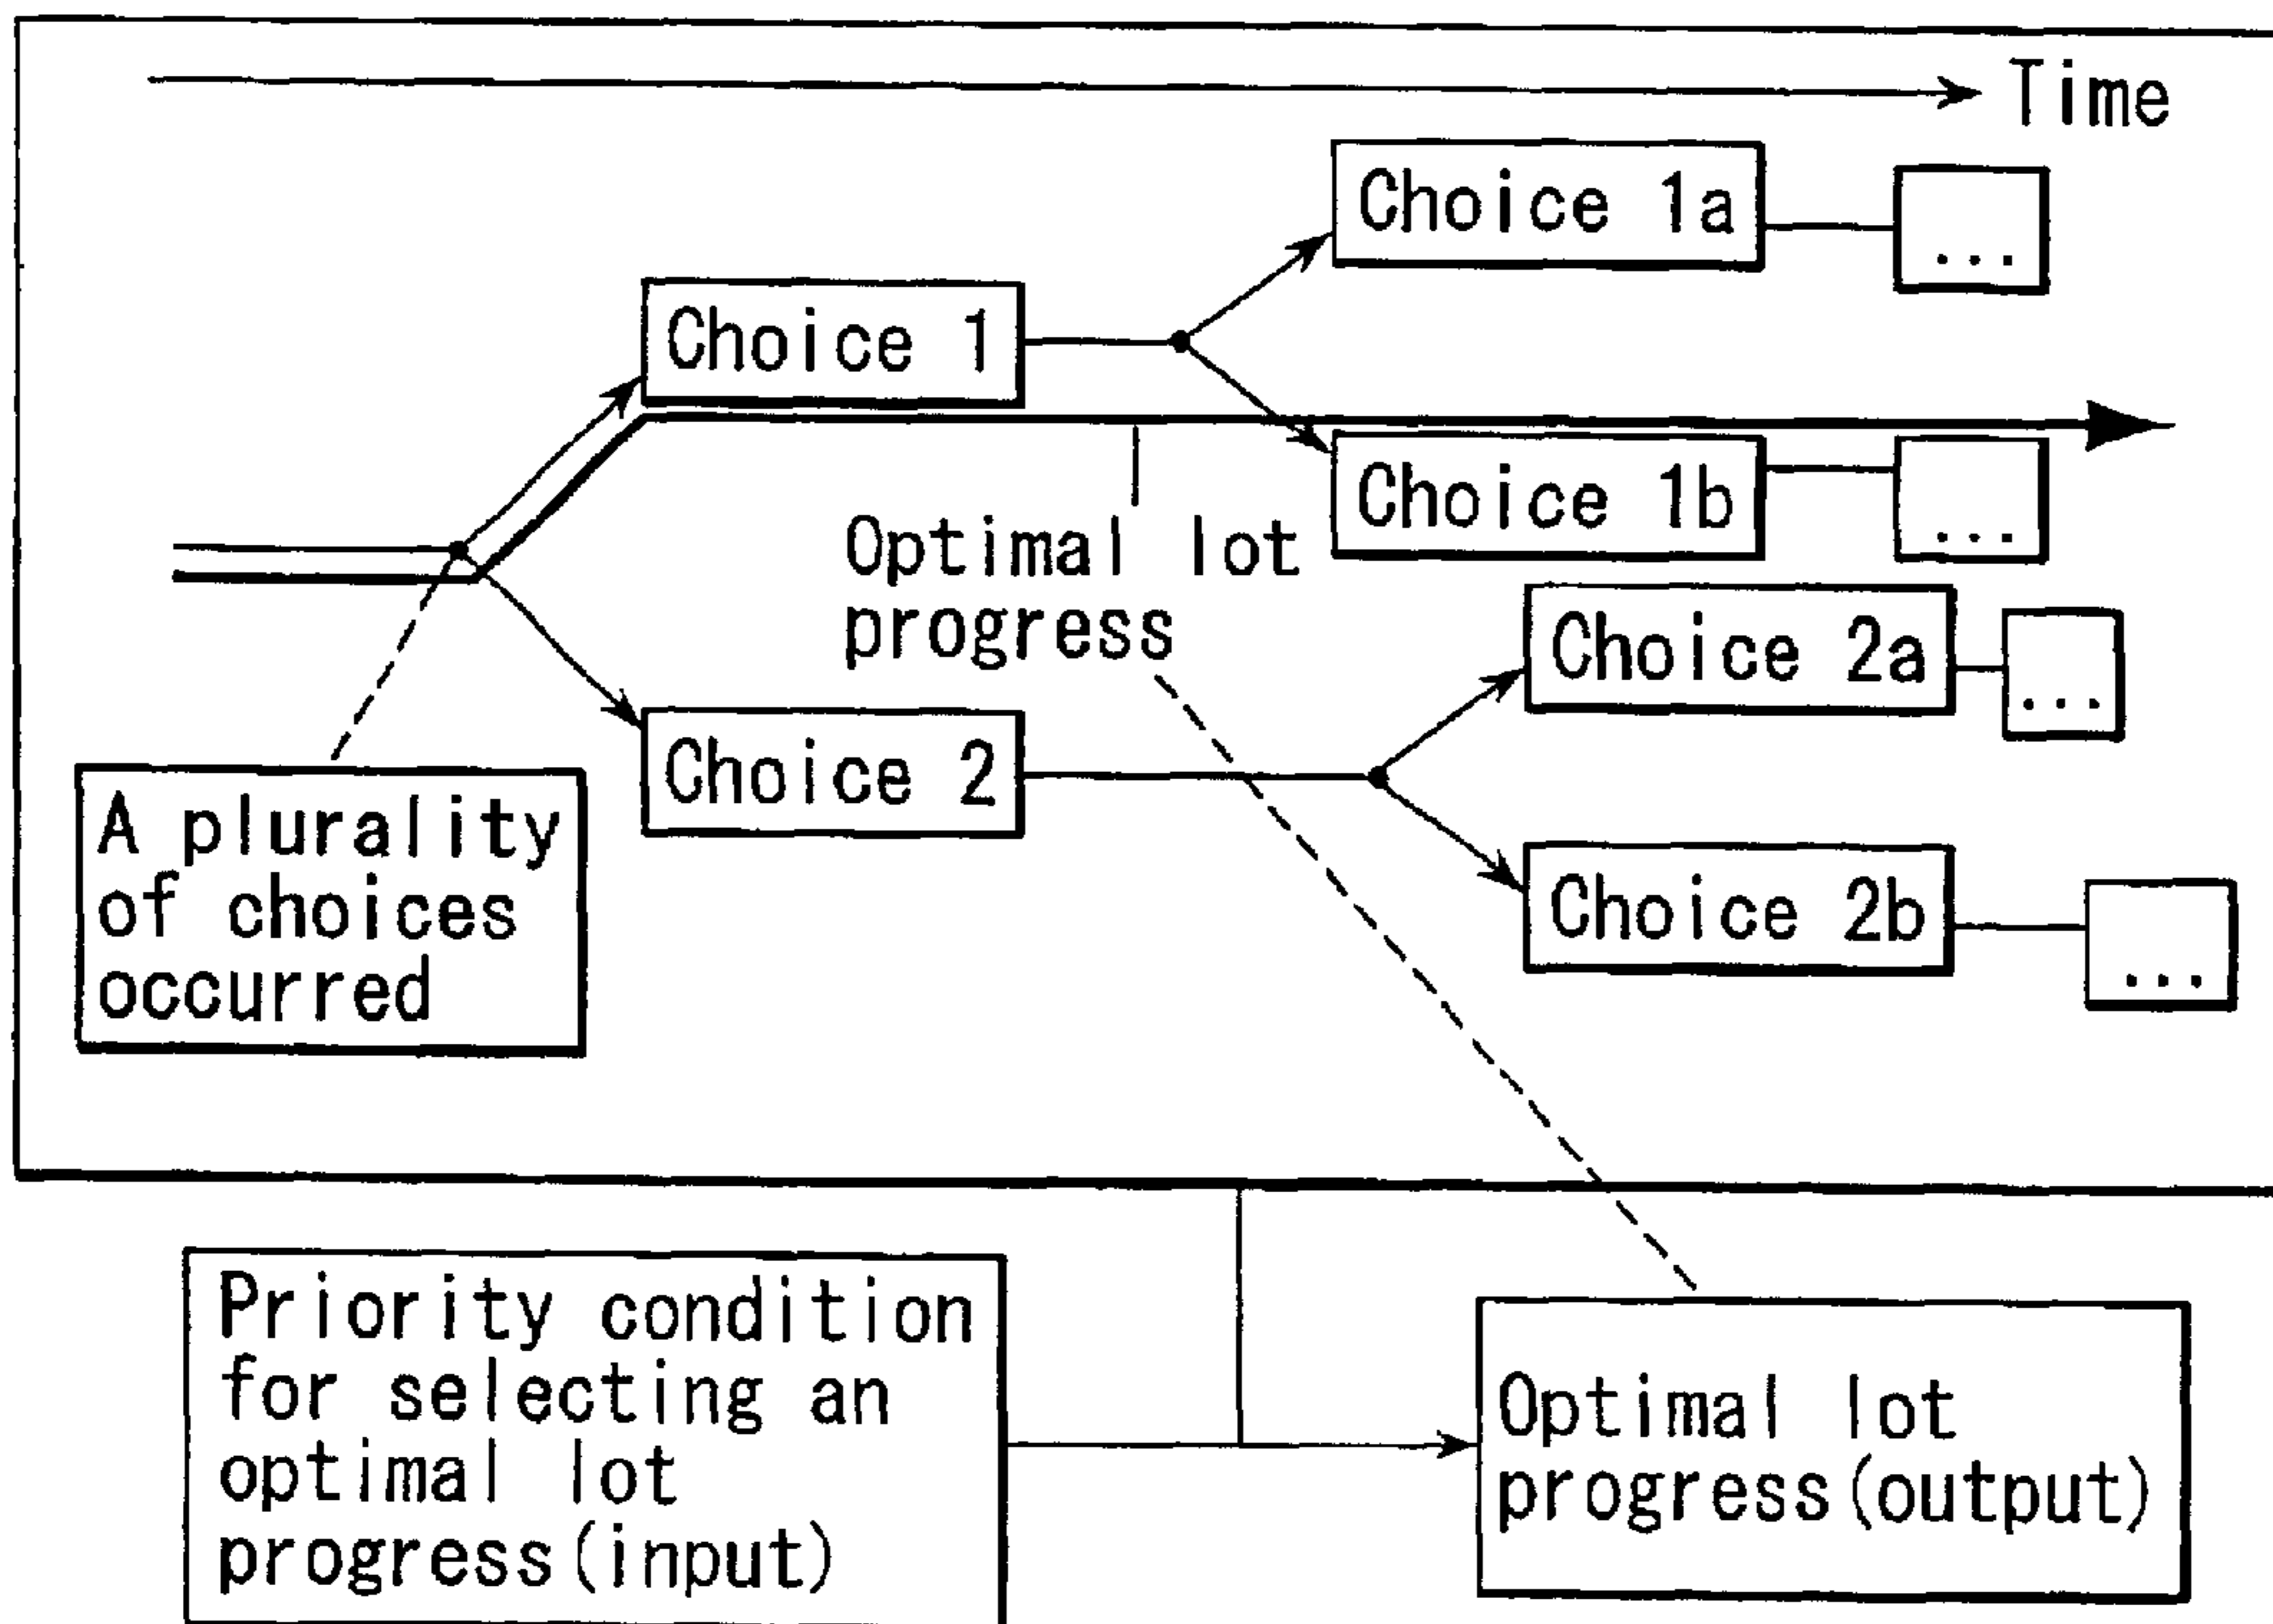 Time
Choice 1a
...
Choice 1
Choice 1b
...
Optimal lot
progress
Choice 2a
...
Choice 2
A plurality
of choices
occurred
Choice 2b
...
Priority condition
for selecting an
optimal lot
progress(input)
Optimal lot
progress(output)